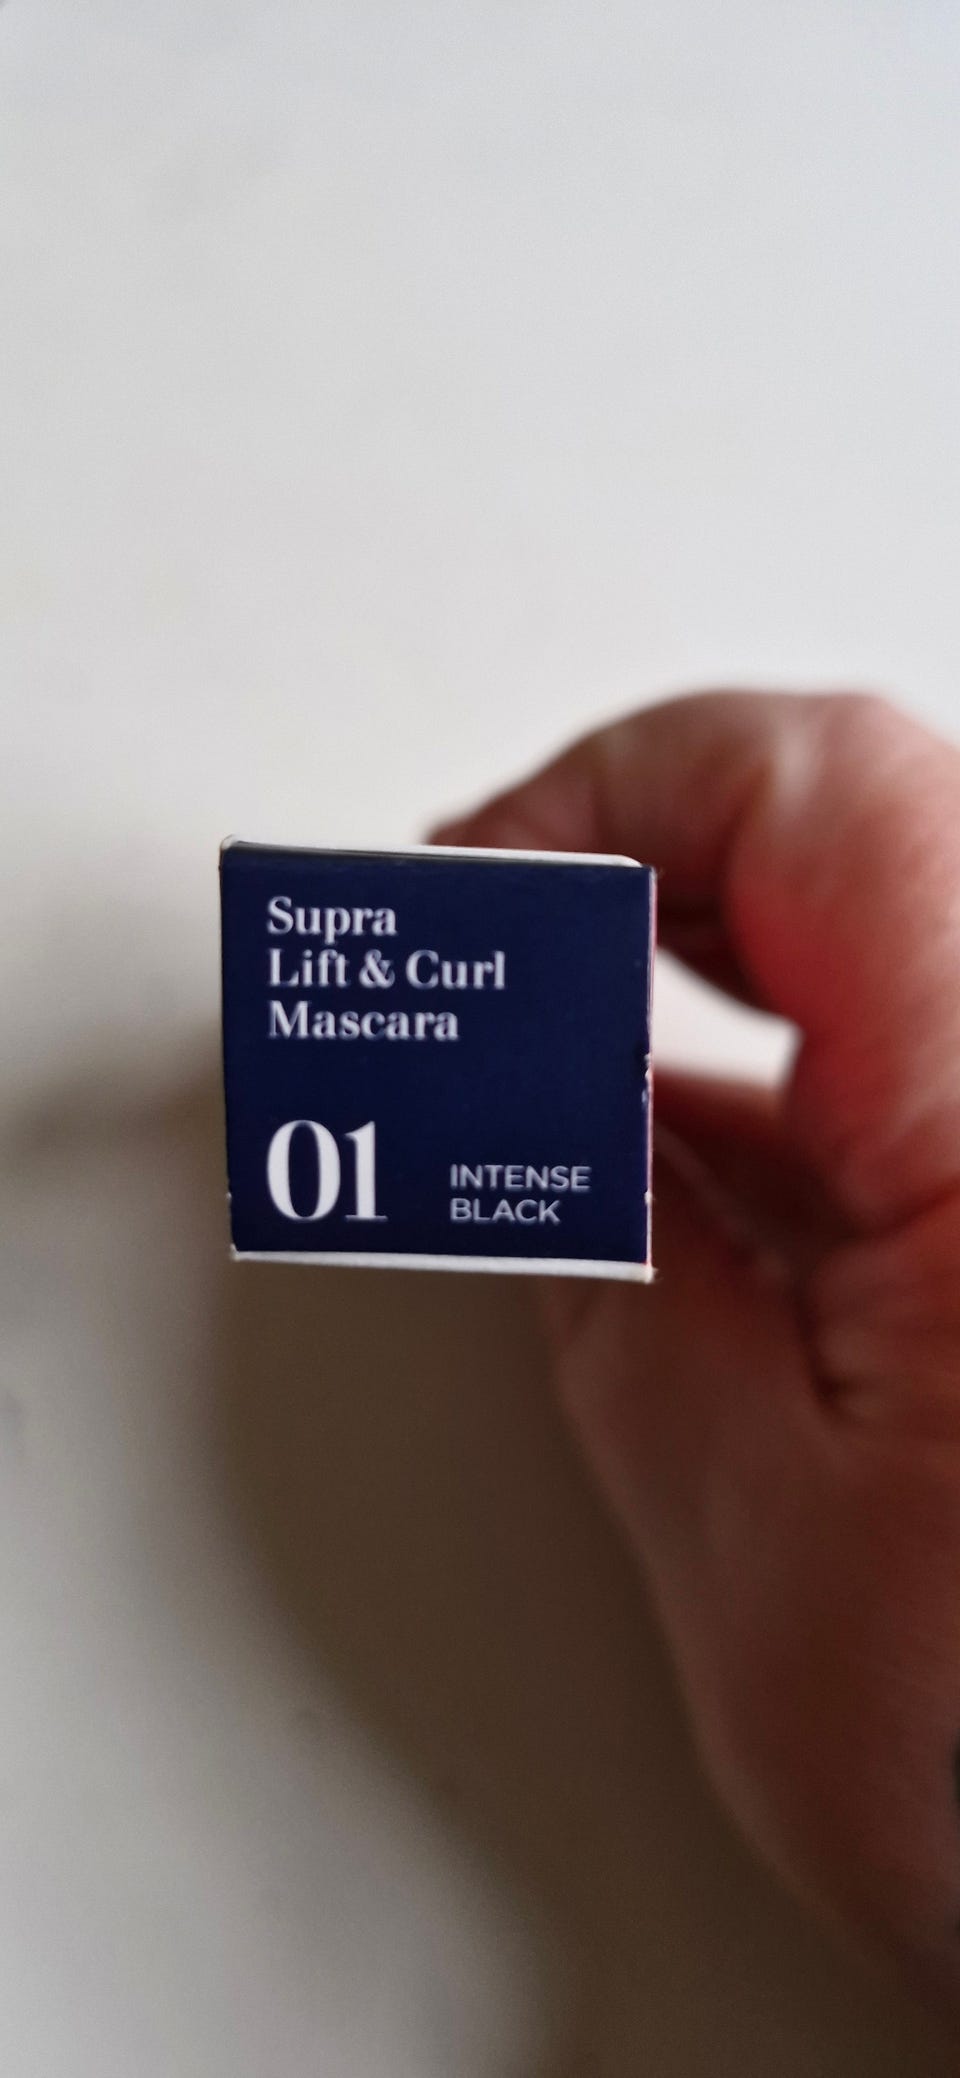 Supra
Lift & Curl
Mascara
01
INTENSE
BLACK